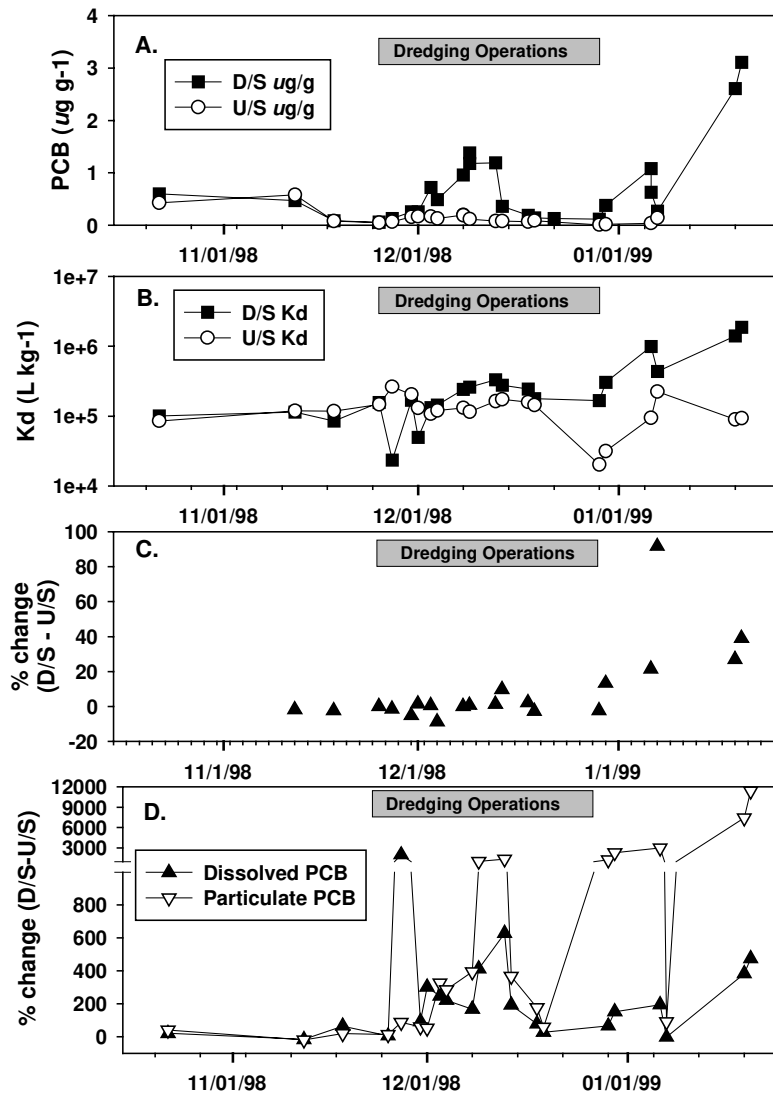 4
A.
Dredging Operations
3
D/S ug/g
U/S ug/g
2
1
0
PCB (ug g-1)
11/01/98 12/01/98 01/01/99
1e+7
B.
Dredging Operations
D/S Kd
U/S Kd
1e+6
1e+5
1e+4
Kd (L kg-1)
11/01/98 12/01/98 01/01/99
100
C.
Dredging Operations
80
60
40
20
0
-20
% change
(D/S - U/S)
11/1/98 12/1/98 1/1/99
12000
D.
Dredging Operations
9000
6000
3000
Dissolved PCB
Particulate PCB
800
600
400
200
0
% change (D/S-U/S)
11/01/98 12/01/98 01/01/99